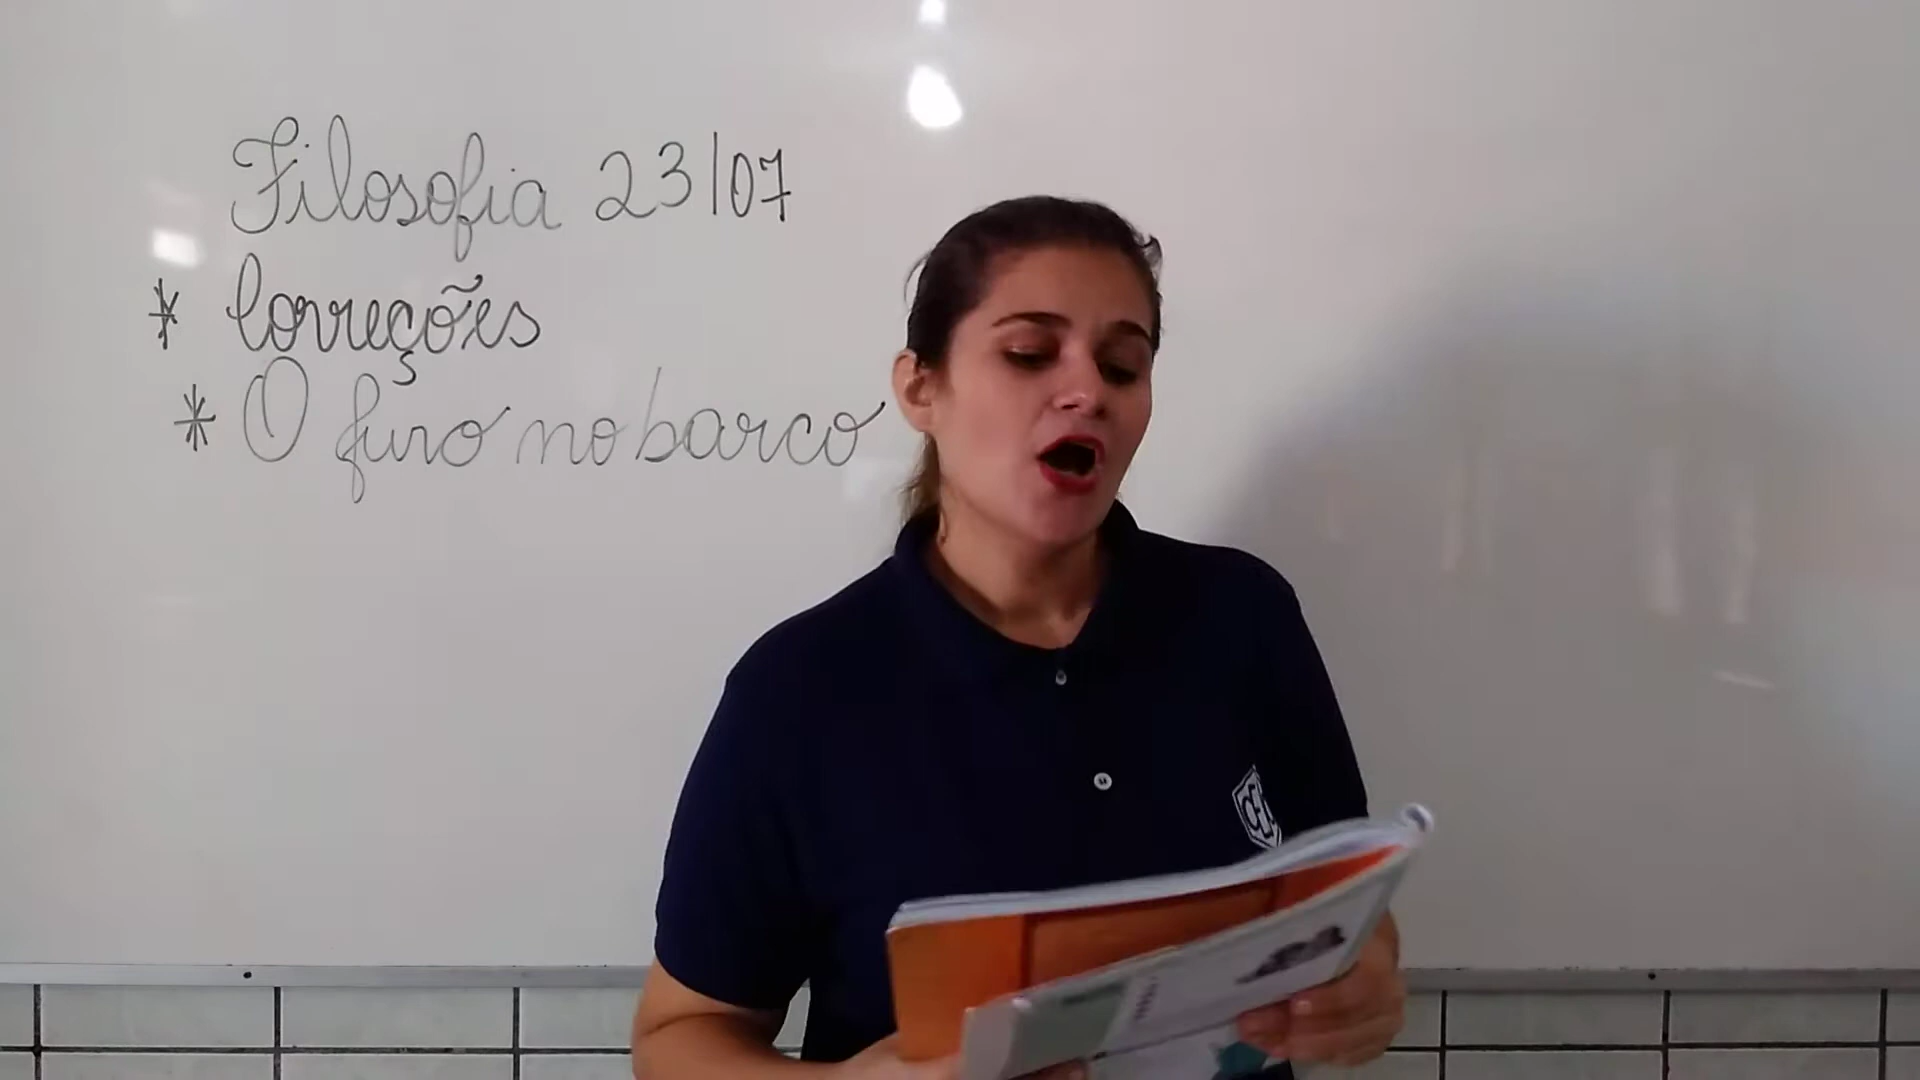 Filosofia 23/07
* Correções
* O furo no barco